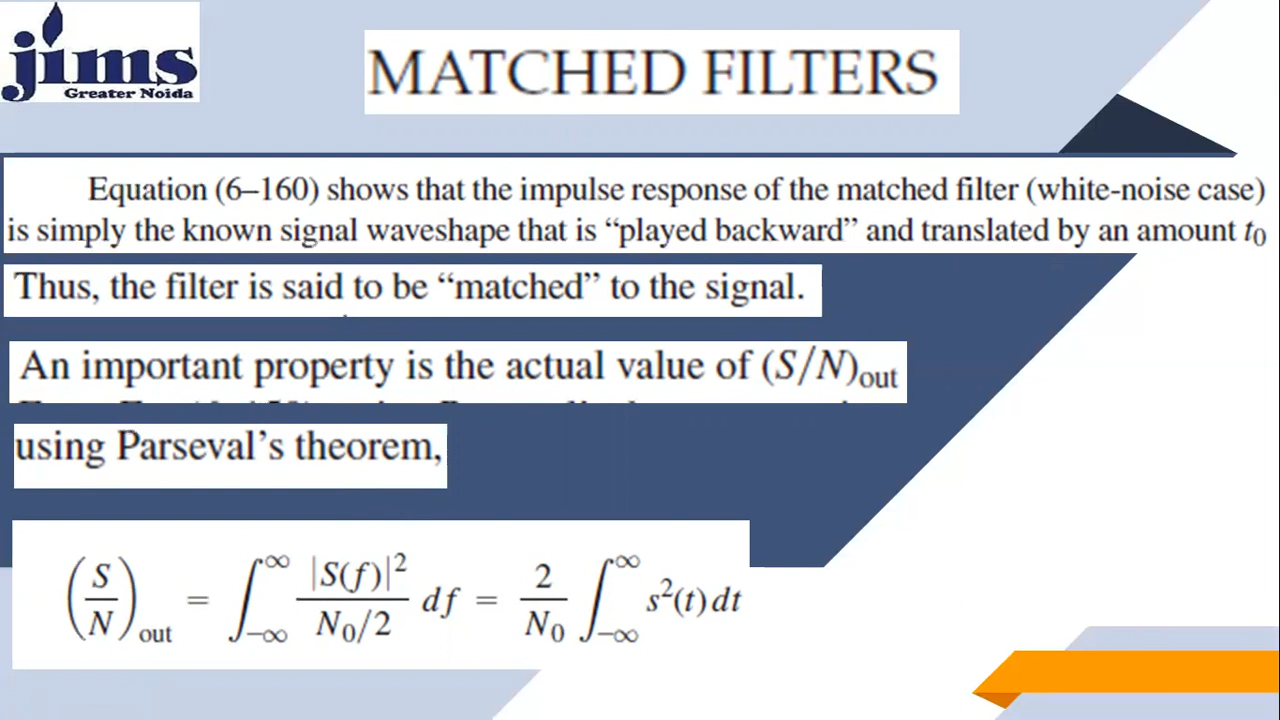 jims
Greater Noida
MATCHED FILTERS
Equation (6–160) shows that the impulse response of the matched filter (white-noise case)
is simply the known signal waveshape that is “played backward” and translated by an amount t₀
Thus, the filter is said to be “matched” to the signal.
An important property is the actual value of (S/N)out
using Parseval’s theorem,
(S/N)out = ∫_{−∞}^{∞} |S(f)|²/(N₀/2) df = 2/N₀ ∫_{−∞}^{∞} s²(t) dt